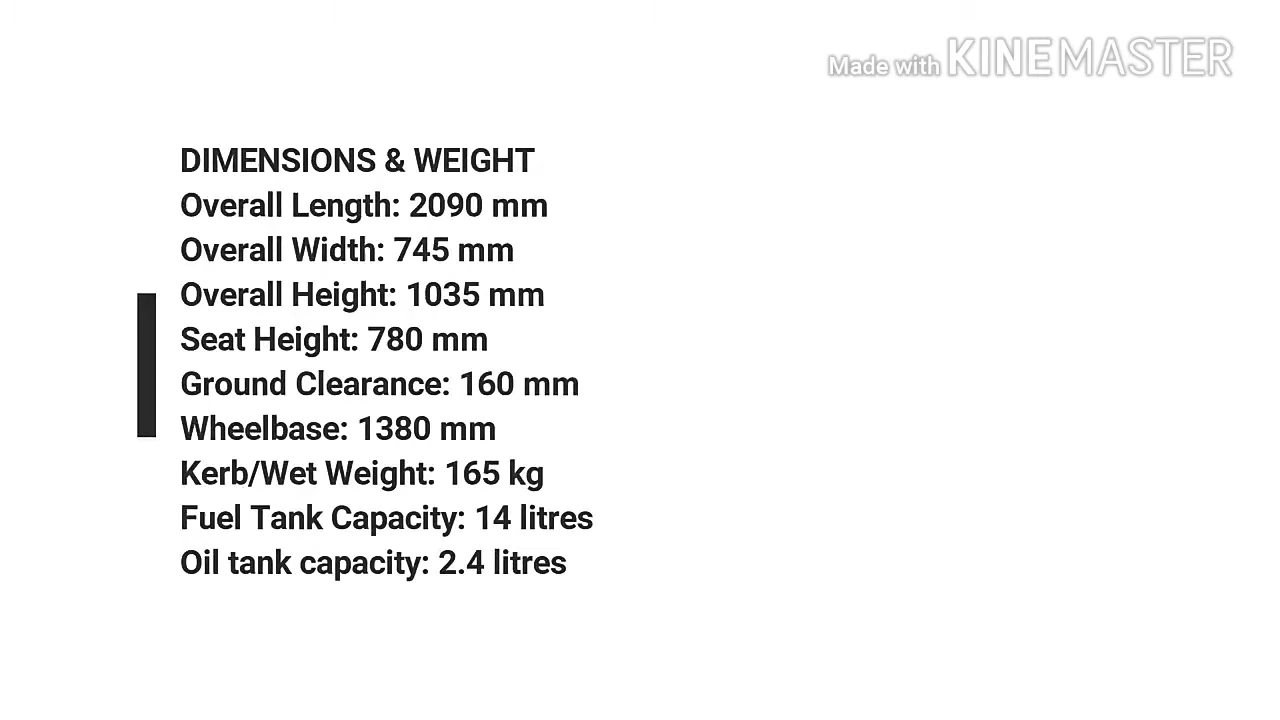 Made with KINEMASTER
DIMENSIONS & WEIGHT
Overall Length: 2090 mm
Overall Width: 745 mm
Overall Height: 1035 mm
Seat Height: 780 mm
Ground Clearance: 160 mm
Wheelbase: 1380 mm
Kerb/Wet Weight: 165 kg
Fuel Tank Capacity: 14 litres
Oil tank capacity: 2.4 litres